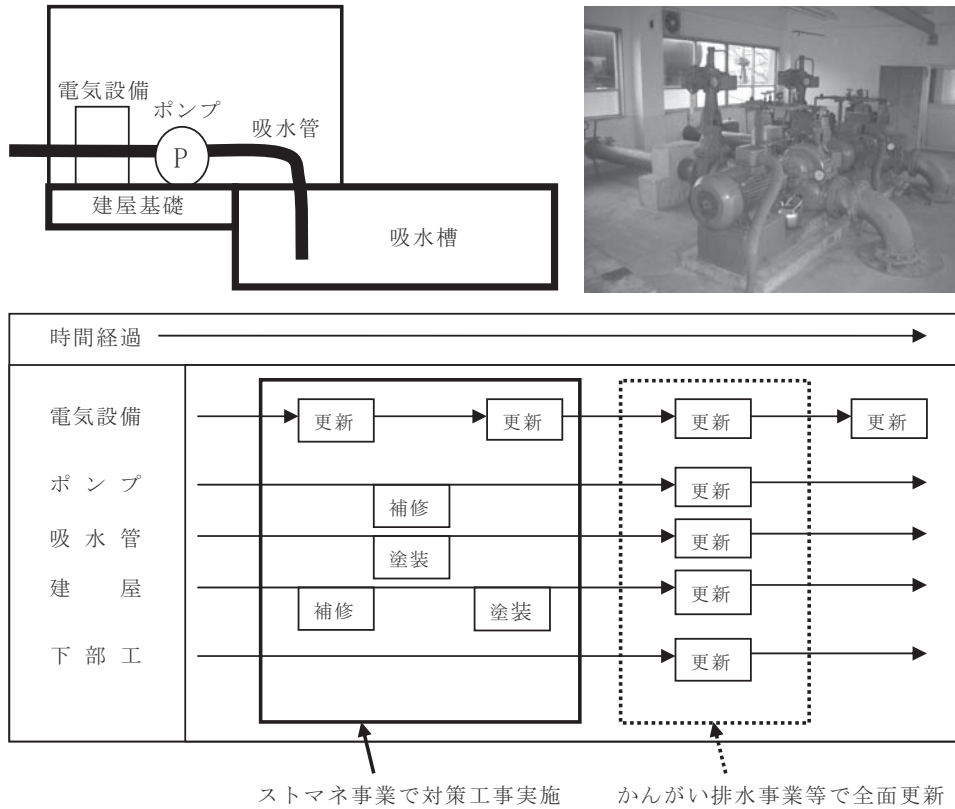 電気設備
ポンプ
吸水管
P
建屋基礎
吸水槽
時間経過
電気設備 更新 更新 更新 更新
ポンプ 補修 更新
吸水管 塗装 更新
建屋 補修 塗装 更新
下部工 更新
ストマネ事業で対策工事実施 かんがい排水事業等で全面更新